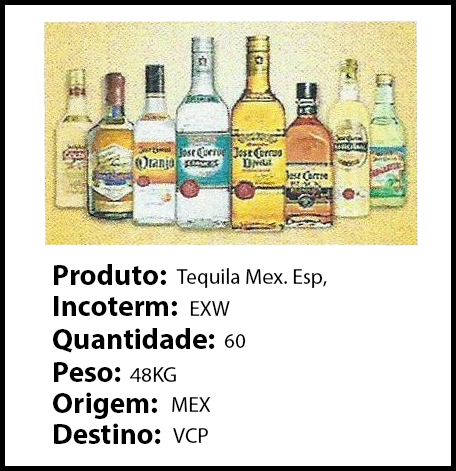 Jose Cuervo
Oranjo
Jose Cuervo
Jose Cuervo
Especial
Jose Cuervo
Produto: Tequila Mex. Esp,
Incoterm: EXW
Quantidade: 60
Peso: 48KG
Origem: MEX
Destino: VCP